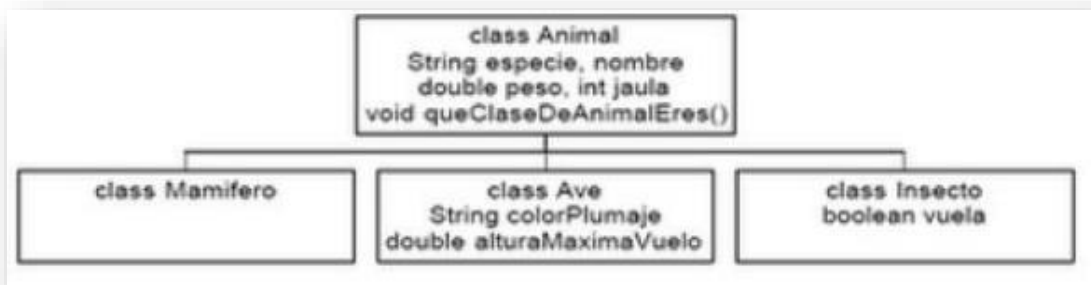 class Animal
String especie, nombre
double peso, int jaula
void queClaseDeAnimalEres()
class Mamifero
class Ave
String colorPlumaje
double alturaMaximaVuelo
class Insecto
boolean vuela